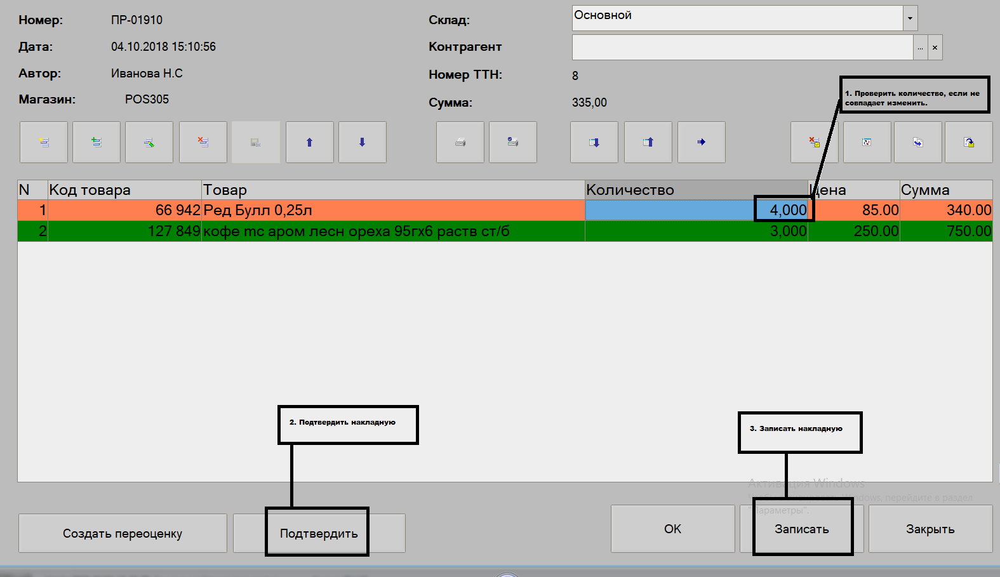 Номер: ПР-01910 Склад: Основной
Дата: 04.10.2018 15:10:56 Контрагент ... ×
Автор: Иванова Н.С Номер ТТН: 8
Магазин: POS305 Сумма: 335,00
1. Проверить количество, если не
совпадает изменить.
N Код товара Товар Количество Цена Сумма
1 66 942 Ред Булл 0,25л 4,000 85.00 340.00
2 127 849 кофе mc аром лесн ореха 95гх6 раств ст/б 3,000 250.00 750.00
2. Подтвердить накладную
3. Записать накладную
Активация Windows
Windows, перейдите в раздел
"Параметры".
Создать переоценку Подтвердить OK Записать Закрыть